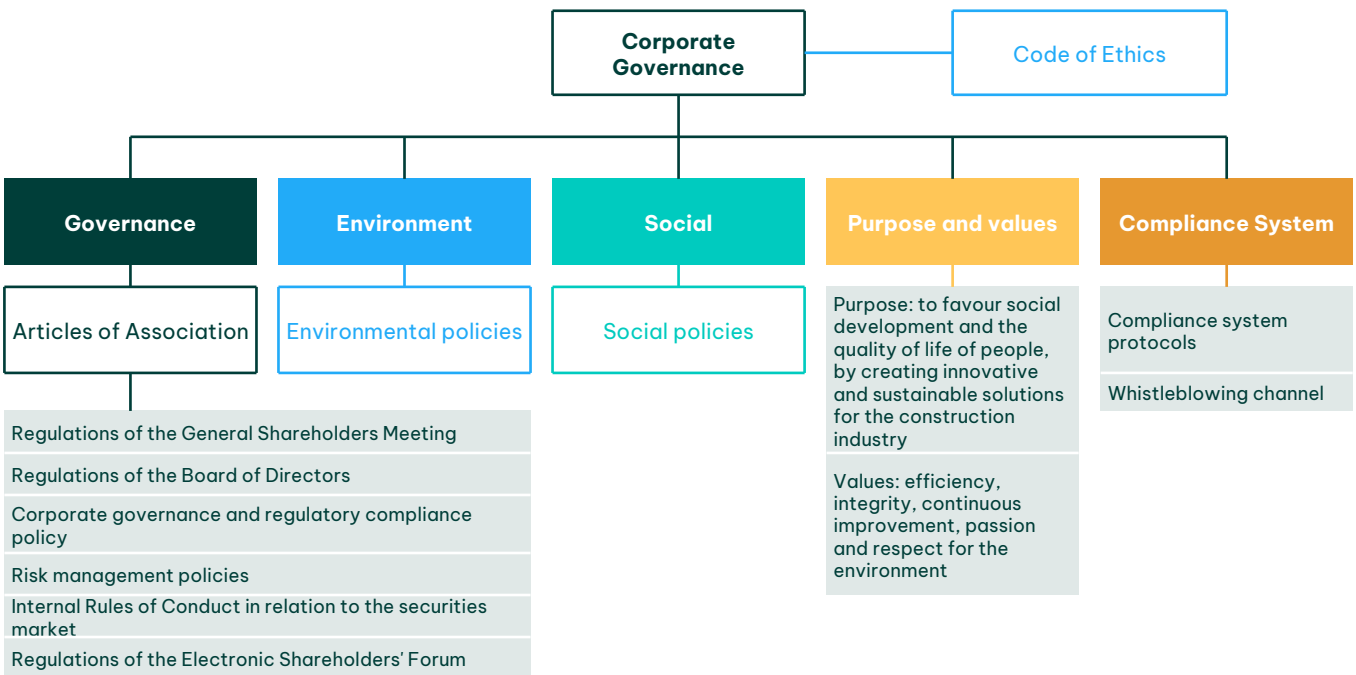 Corporate
Governance
Code of Ethics
Governance
Environment
Social
Purpose and values
Compliance System
Articles of Association
Environmental policies
Social policies
Regulations of the General Shareholders Meeting
Regulations of the Board of Directors
Corporate governance and regulatory compliance
policy
Risk management policies
Internal Rules of Conduct in relation to the securities
market
Regulations of the Electronic Shareholders' Forum
Purpose: to favour social
development and the
quality of life of people,
by creating innovative
and sustainable solutions
for the construction
industry
Values: efficiency,
integrity, continuous
improvement, passion
and respect for the
environment
Compliance system
protocols
Whistleblowing channel